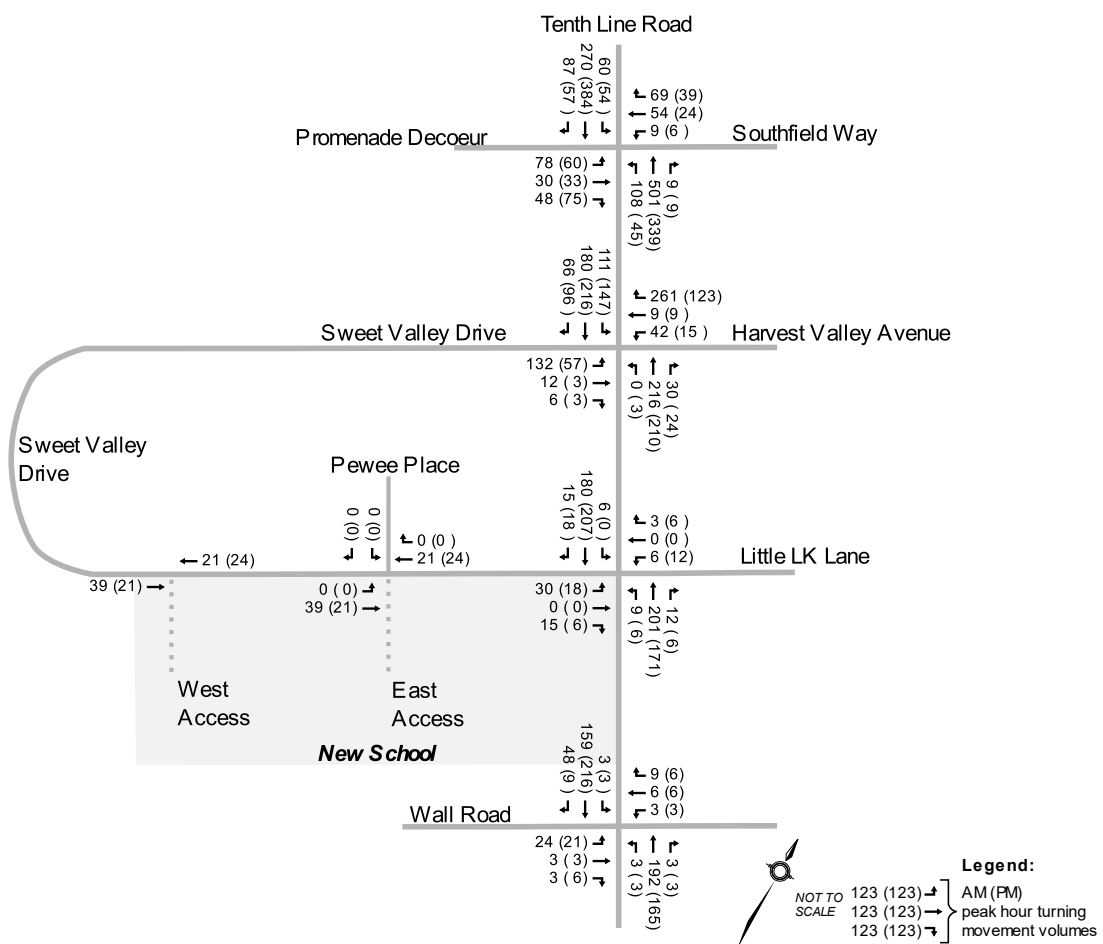 Tenth Line Road
87 (57 )
270 (384)
60 (54 )
69 (39)
54 (24)
9 (6 )
Promenade Decoeur
Southfield Way
78 (60)
30 (33)
48 (75)
108 ( 45)
501 (339)
9 ( 9)
66 (96 )
180 (216)
111 (147)
261 (123)
9 (9 )
42 (15 )
Sweet Valley Drive
Harvest Valley Avenue
132 (57)
12 ( 3)
6 ( 3)
0 ( 3)
216 (210)
30 ( 24)
Sweet Valley
Drive
Pewee Place
0 (0)
0 (0)
0 (0 )
21 (24)
15 (18 )
180 (207)
6 (0 )
3 (6 )
0 (0 )
6 (12)
Little LK Lane
21 (24)
39 (21)
0 ( 0)
39 (21)
30 (18)
0 ( 0)
15 ( 6)
9 ( 6)
201 (171)
12 ( 6)
West
Access
East
Access
New School
48 (9 )
159 (216)
3 (3 )
9 (6)
6 (6)
3 (3)
Wall Road
24 (21)
3 ( 3)
3 ( 6)
3 ( 3)
192 (165)
3 ( 3)
Legend:
NOT TO
SCALE
123 (123)
123 (123)
123 (123)
AM (PM)
peak hour turning
movement volumes